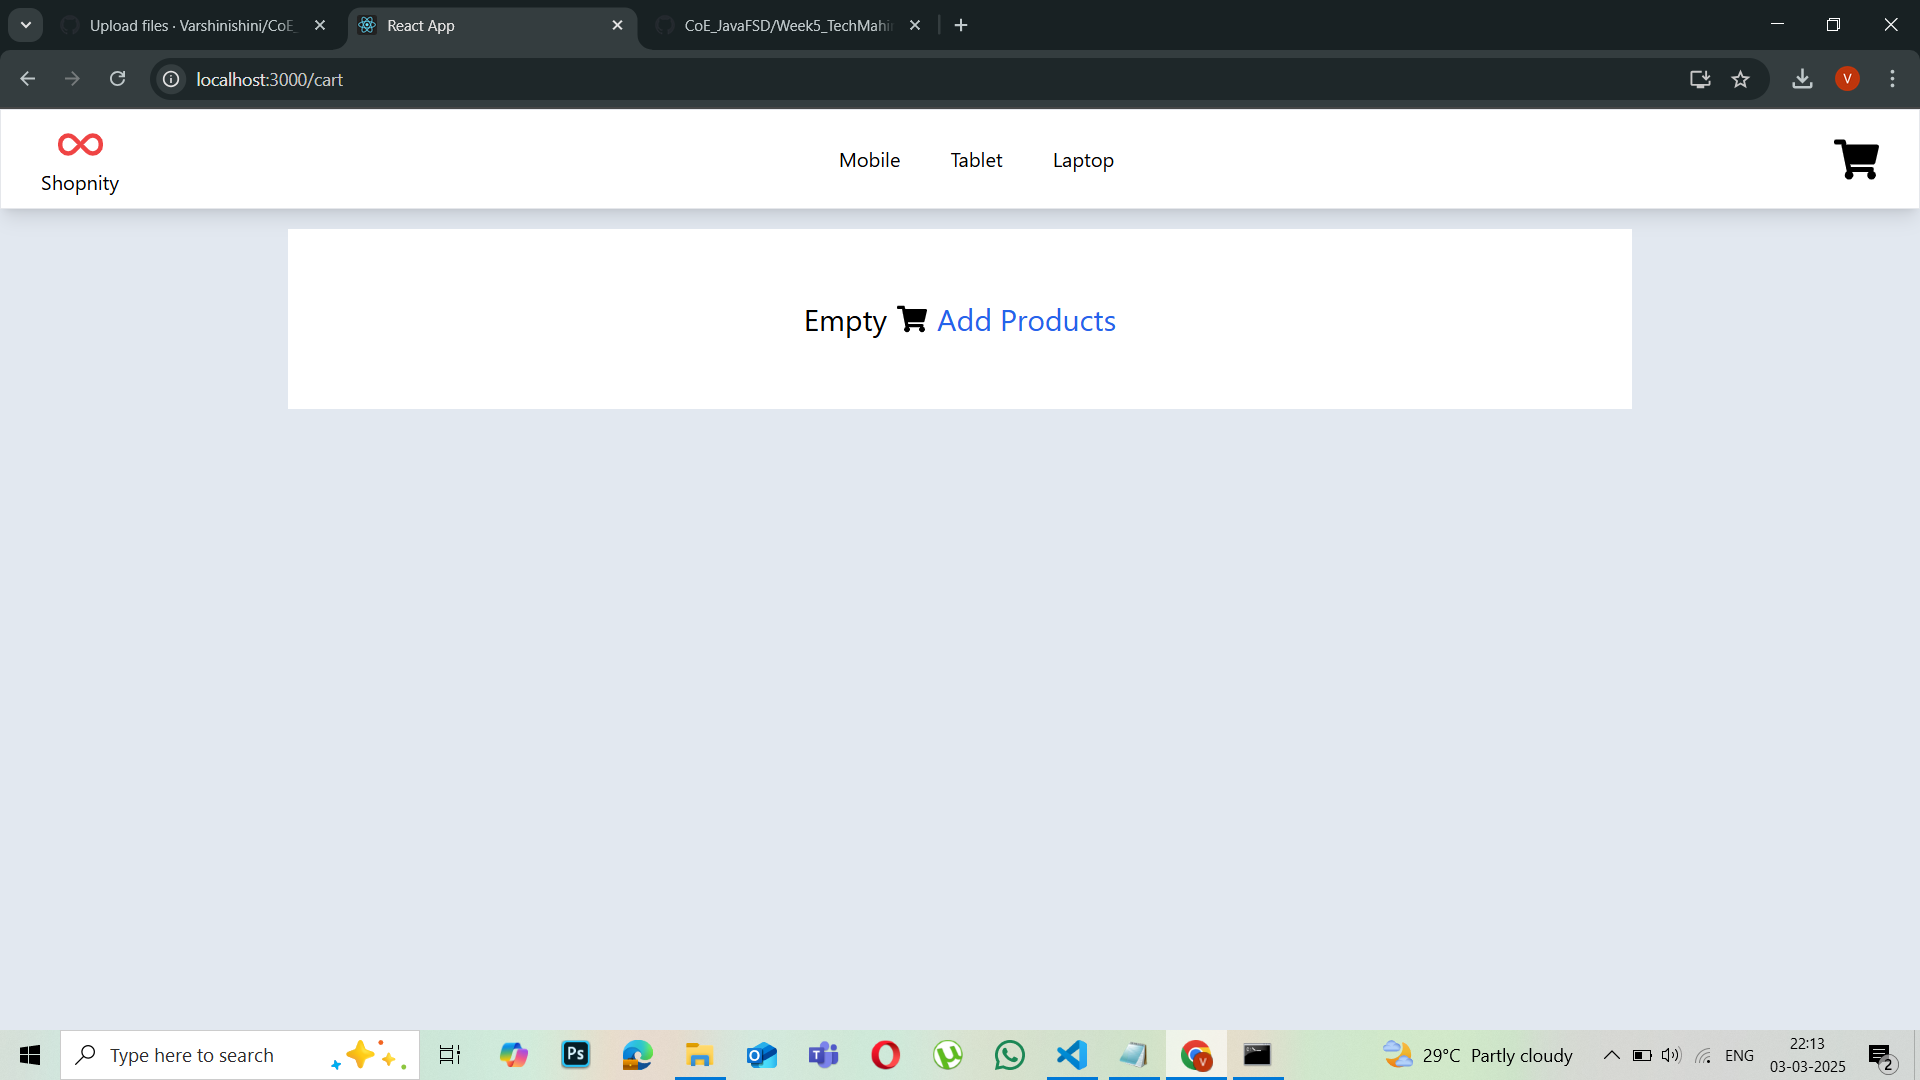 Upload files · Varshinishini/CoE_
React App
CoE_JavaFSD/Week5_TechMahi
localhost:3000/cart
V
Shopnity
Mobile
Tablet
Laptop
Empty Add Products
Type here to search
Ps
29°C Partly cloudy
ENG
22:13
03-03-2025
2